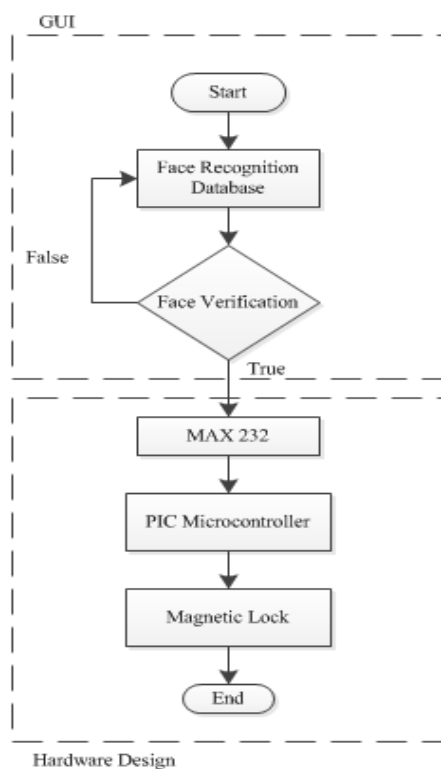 GUI
Start
Face Recognition
Database
False
Face Verification
True
MAX 232
PIC Microcontroller
Magnetic Lock
End
Hardware Design